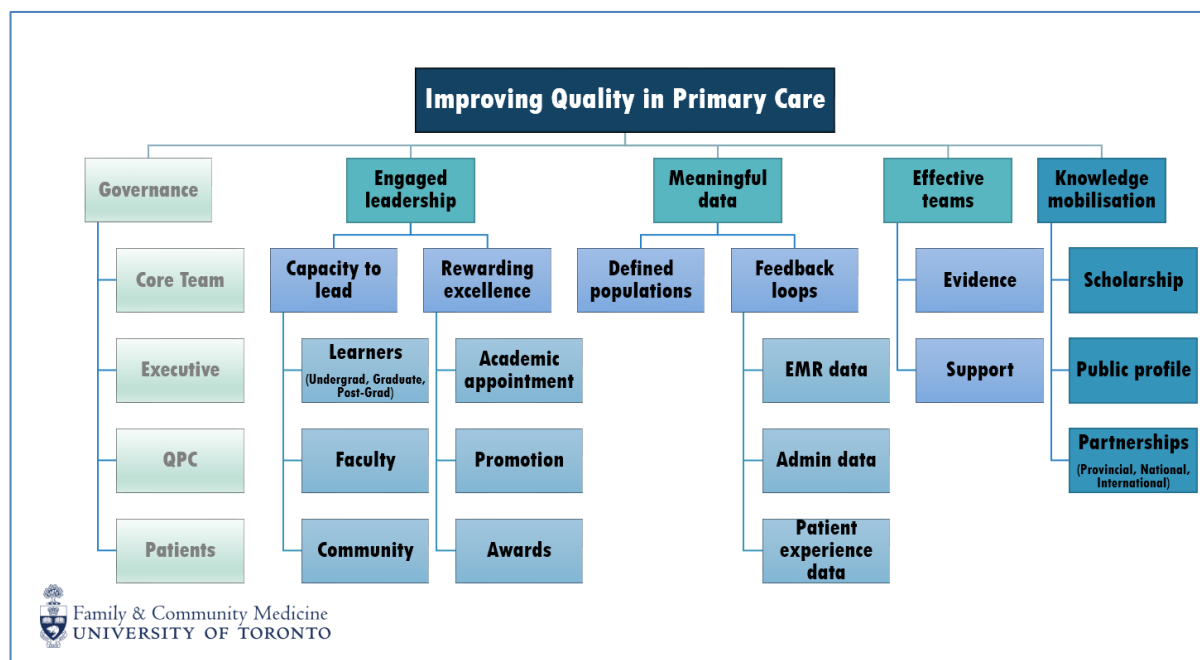 Improving Quality in Primary Care
Governance
Core Team
Executive
QPC
Patients
Engaged
leadership
Capacity to
lead
Learners
(Undergrad, Graduate,
Post-Grad)
Faculty
Community
Rewarding
excellence
Academic
appointment
Promotion
Awards
Meaningful
data
Defined
populations
Feedback
loops
EMR data
Admin data
Patient
experience
data
Effective
teams
Evidence
Support
Knowledge
mobilisation
Scholarship
Public profile
Partnerships
(Provincial, National,
International)
Family & Community Medicine
UNIVERSITY OF TORONTO